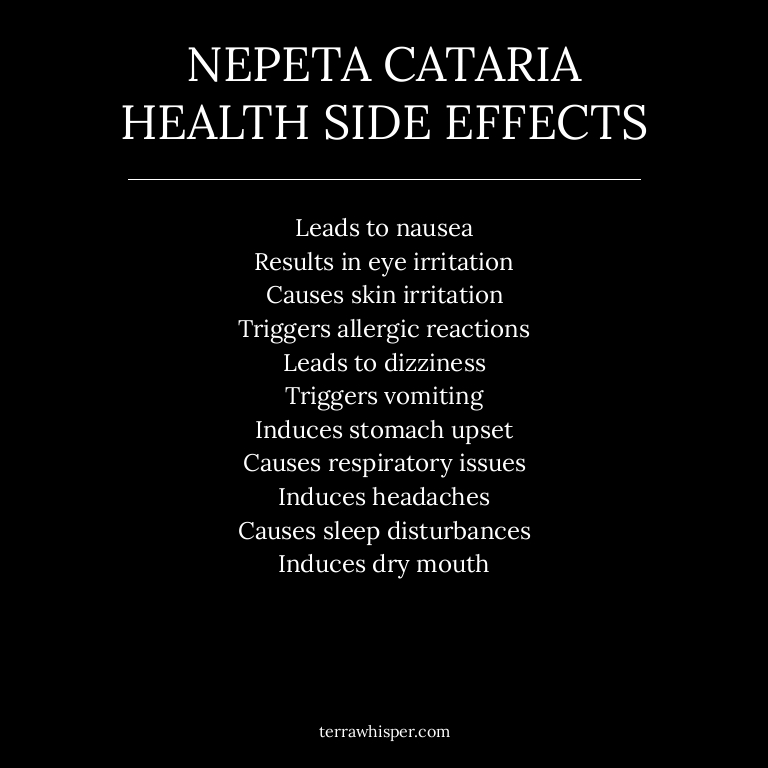 NEPETA CATARIA
HEALTH SIDE EFFECTS
Leads to nausea
Results in eye irritation
Causes skin irritation
Triggers allergic reactions
Leads to dizziness
Triggers vomiting
Induces stomach upset
Causes respiratory issues
Induces headaches
Causes sleep disturbances
Induces dry mouth
terrawhisper.com